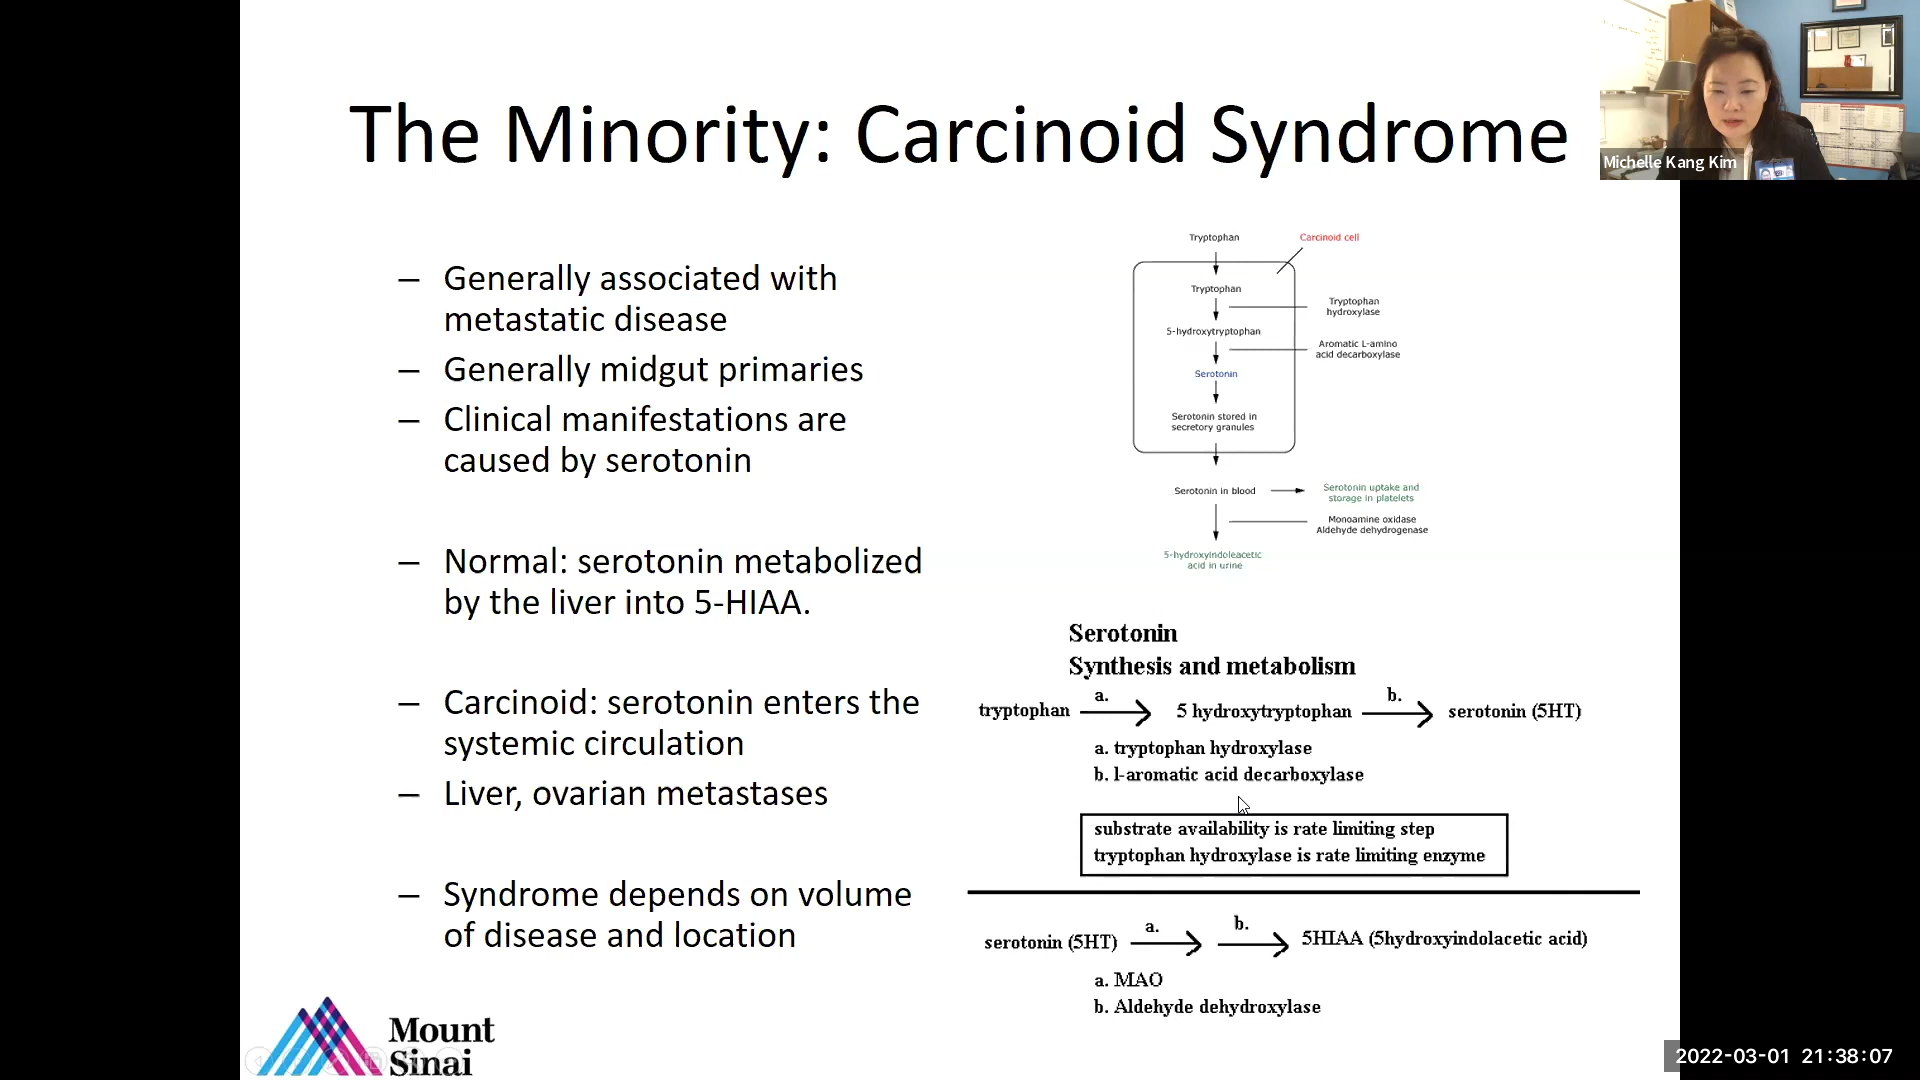 The Minority: Carcinoid Syndrome
Michelle Kang Kim
– Generally associated with
metastatic disease
– Generally midgut primaries
– Clinical manifestations are
caused by serotonin
– Normal: serotonin metabolized
by the liver into 5-HIAA.
– Carcinoid: serotonin enters the
systemic circulation
– Liver, ovarian metastases
– Syndrome depends on volume
of disease and location
Tryptophan
Carcinoid cell
Tryptophan
Tryptophan
hydroxylase
5-hydroxytryptophan
Aromatic L-amino
acid decarboxylase
Serotonin
Serotonin stored in
secretory granules
Serotonin in blood
Serotonin uptake and
storage in platelets
Monoamine oxidase
Aldehyde dehydrogenase
5-hydroxyindoleacetic
acid in urine
Serotonin
Synthesis and metabolism
a. b.
tryptophan 5 hydroxytryptophan serotonin (5HT)
a. tryptophan hydroxylase
b. l-aromatic acid decarboxylase
substrate availability is rate limiting step
tryptophan hydroxylase is rate limiting enzyme
a. b.
serotonin (5HT) 5HIAA (5hydroxyindolacetic acid)
a. MAO
b. Aldehyde dehydroxylase
Mount
Sinai
2022-03-01 21:38:07